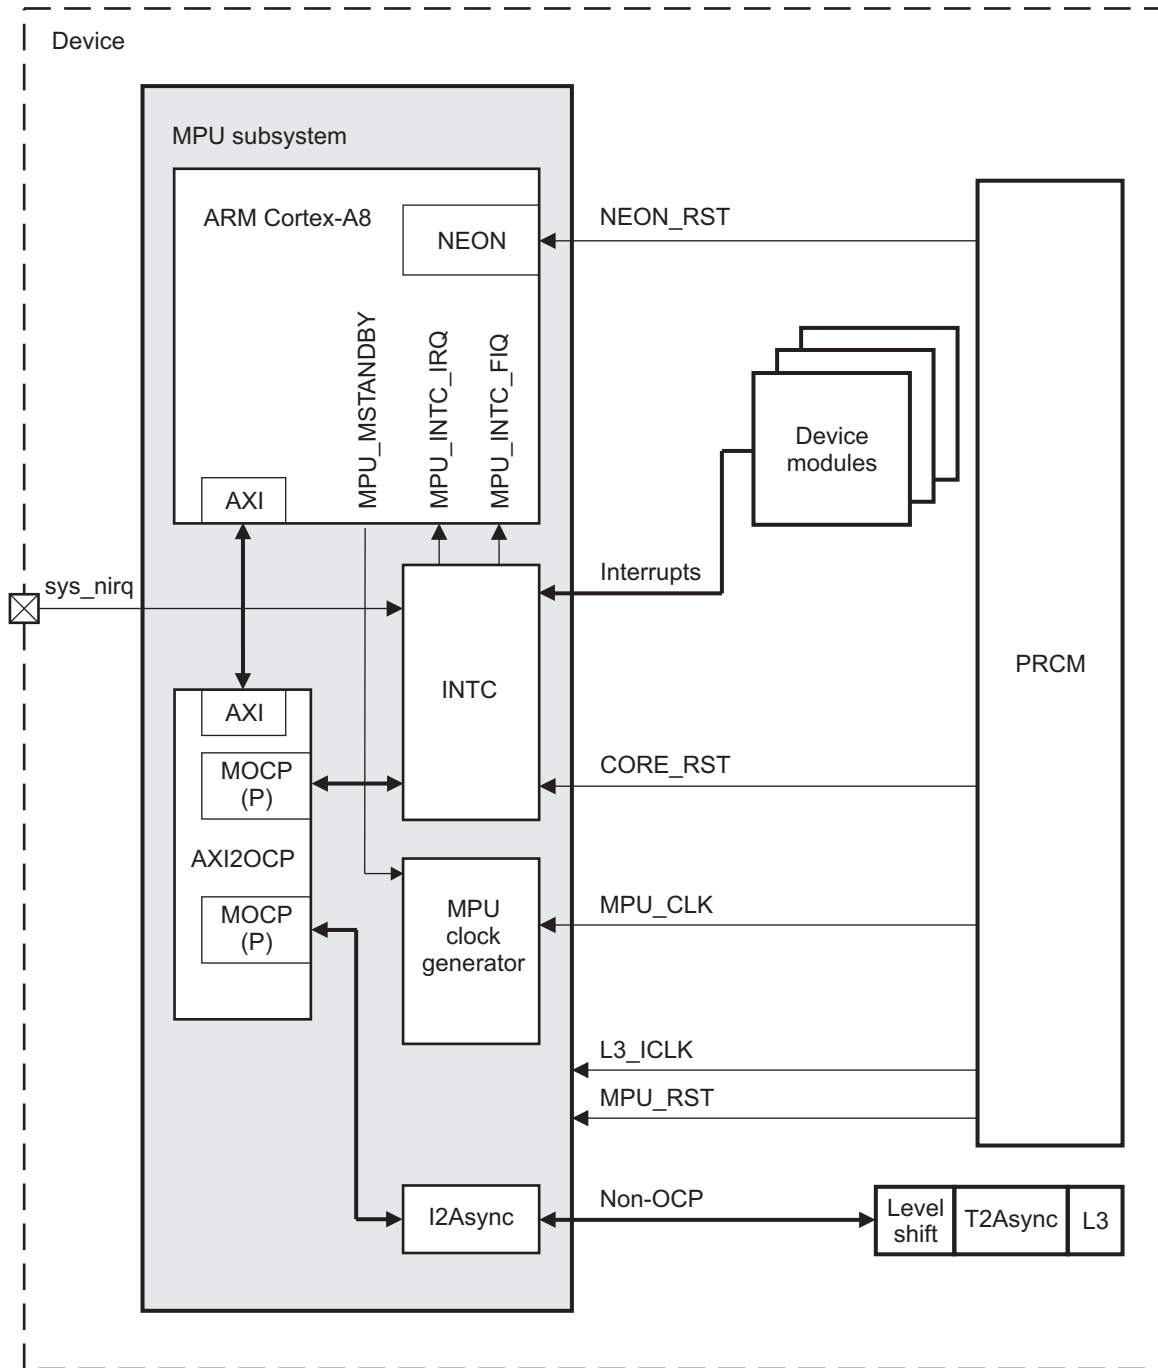 Device
MPU subsystem
ARM Cortex-A8
NEON
NEON_RST
MPU_MSTANDBY
MPU_INTC_IRQ
MPU_INTC_FIQ
Device
modules
AXI
sys_nirq
Interrupts
PRCM
INTC
AXI
MOCP
(P)
CORE_RST
AXI2OCP
MOCP
(P)
MPU
clock
generator
MPU_CLK
L3_ICLK
MPU_RST
Non-OCP
I2Async
Level
shift
T2Async
L3